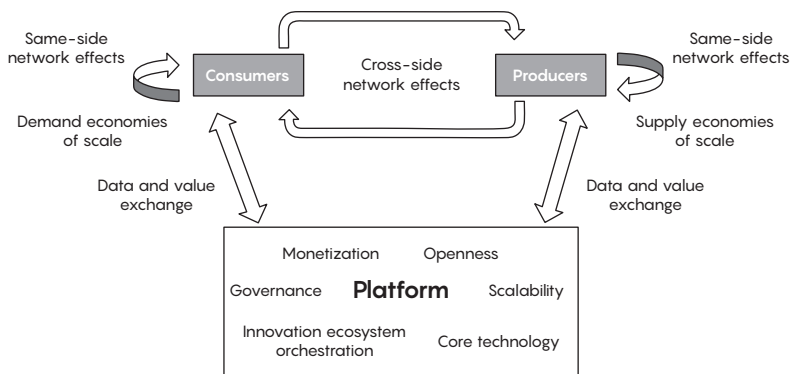 Same-side
network effects
Consumers
Cross-side
network effects
Producers
Same-side
network effects
Demand economies
of scale
Supply economies
of scale
Data and value
exchange
Data and value
exchange
Monetization
Openness
Governance
Platform
Scalability
Innovation ecosystem
orchestration
Core technology